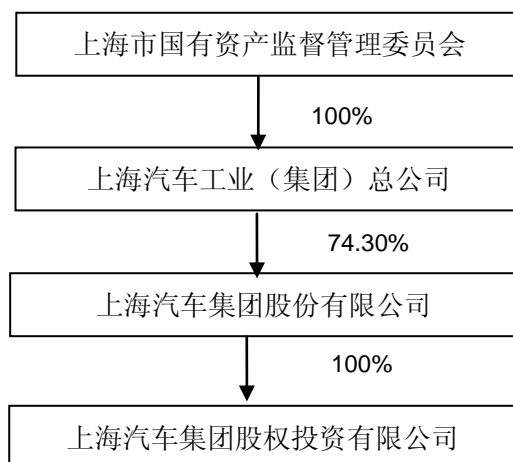 上海市国有资产监督管理委员会
100%
上海汽车工业（集团）总公司
74.30%
上海汽车集团股份有限公司
100%
上海汽车集团股权投资有限公司